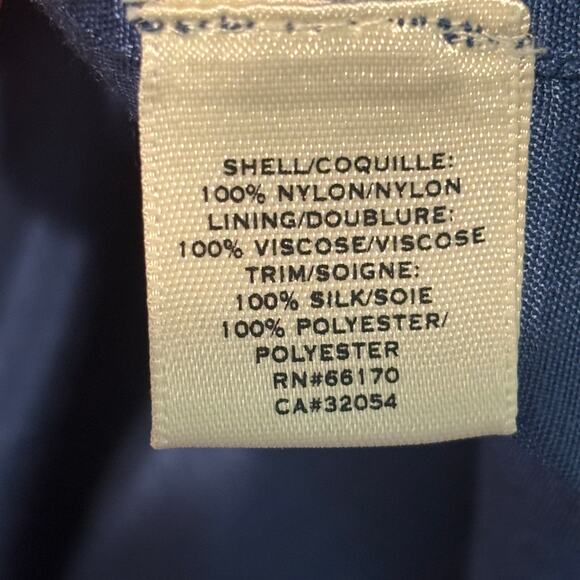 SHELL/COQUILLE:
100% NYLON/NYLON
LINING/DOUBLURE:
100% VISCOSE/VISCOSE
TRIM/SOIGNE:
100% SILK/SOIE
100% POLYESTER/
POLYESTER
RN#66170
CA#32054